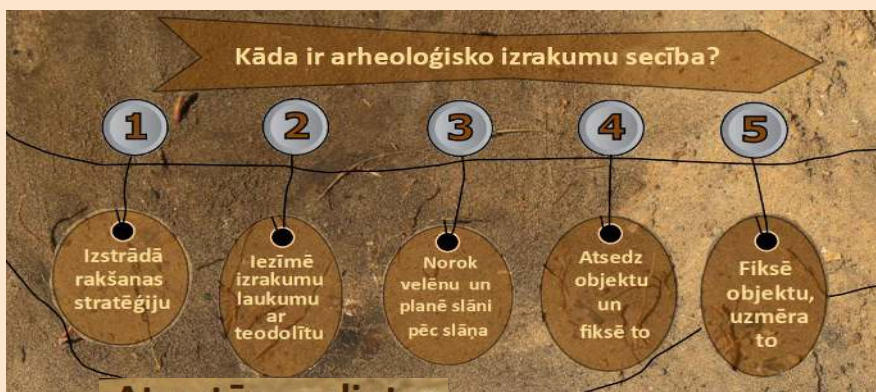 Kāda ir arheoloģisko izrakumu secība?
1
2
3
4
5
Izstrādā
rakšanas
stratēģiju
Iezīmē
izrakumu
laukumu
ar
teodolītu
Norok
velēnu un
planē slāni
pēc slāņa
Atsedz
objektu
un
fiksē to
Fiksē
objektu,
uzmēra
to